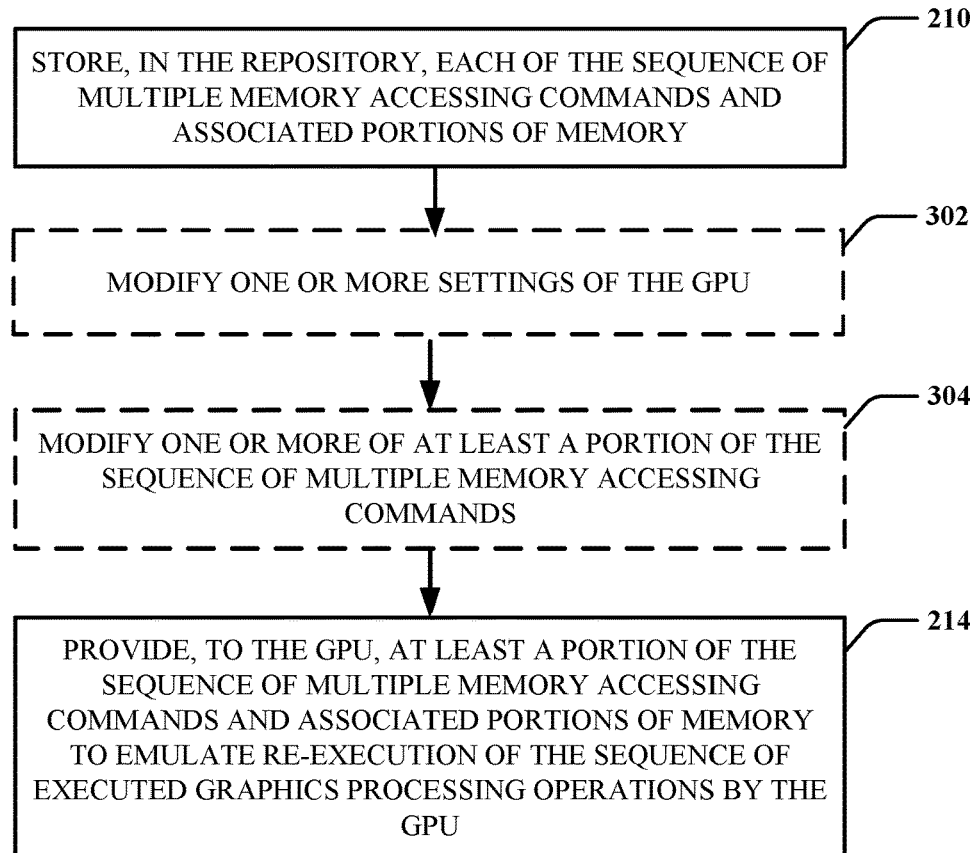 210
STORE, IN THE REPOSITORY, EACH OF THE SEQUENCE OF
MULTIPLE MEMORY ACCESSING COMMANDS AND
ASSOCIATED PORTIONS OF MEMORY
302
MODIFY ONE OR MORE SETTINGS OF THE GPU
304
MODIFY ONE OR MORE OF AT LEAST A PORTION OF THE
SEQUENCE OF MULTIPLE MEMORY ACCESSING
COMMANDS
214
PROVIDE, TO THE GPU, AT LEAST A PORTION OF THE
SEQUENCE OF MULTIPLE MEMORY ACCESSING
COMMANDS AND ASSOCIATED PORTIONS OF MEMORY
TO EMULATE RE-EXECUTION OF THE SEQUENCE OF
EXECUTED GRAPHICS PROCESSING OPERATIONS BY THE
GPU